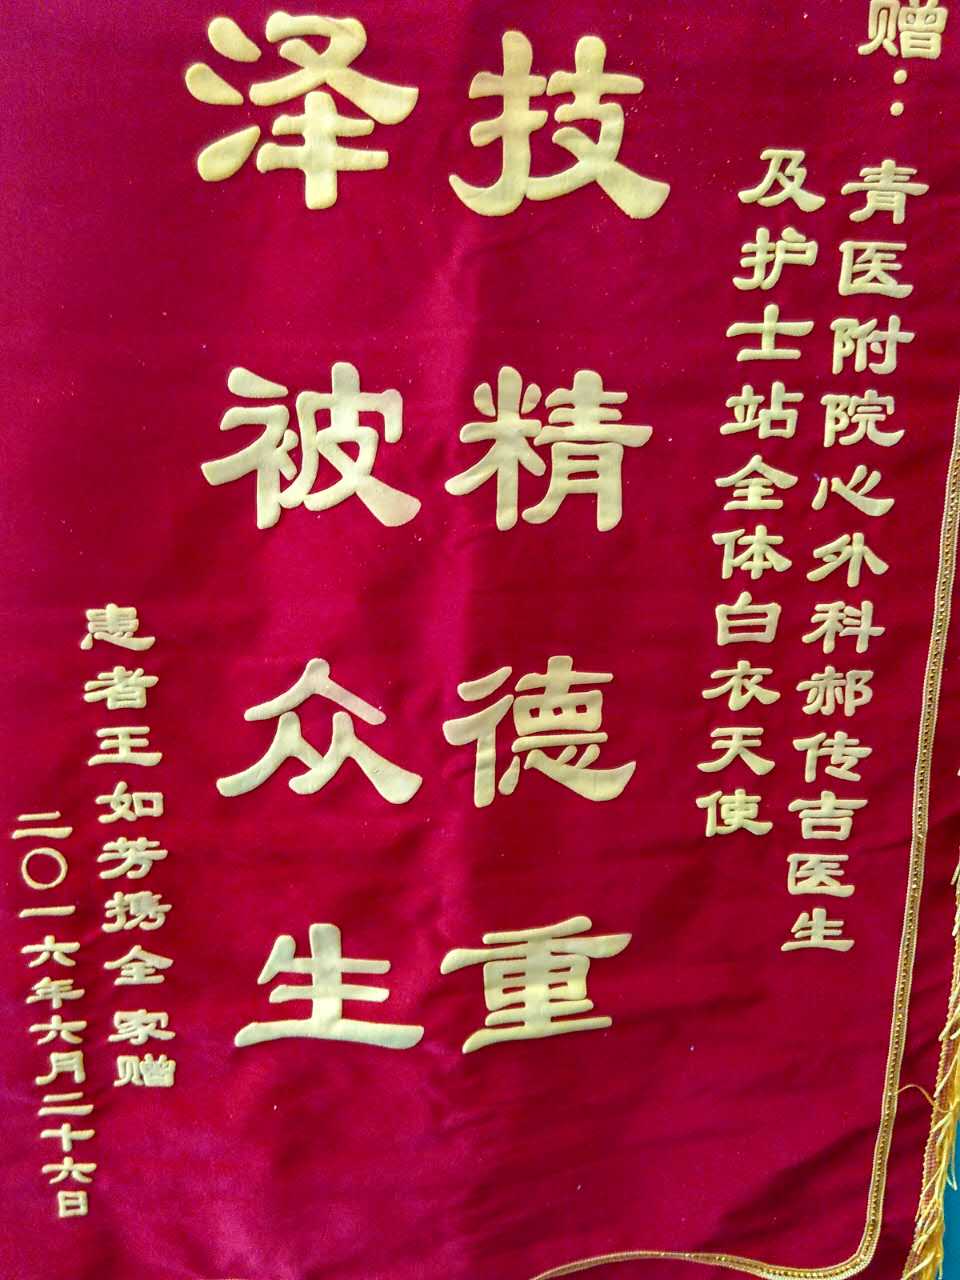 赠：
青医附院心外科郝传吉医生
及护士站全体白衣天使
技精德重
泽被众生
患者王如芳携全家赠
二〇一六年六月二十六日